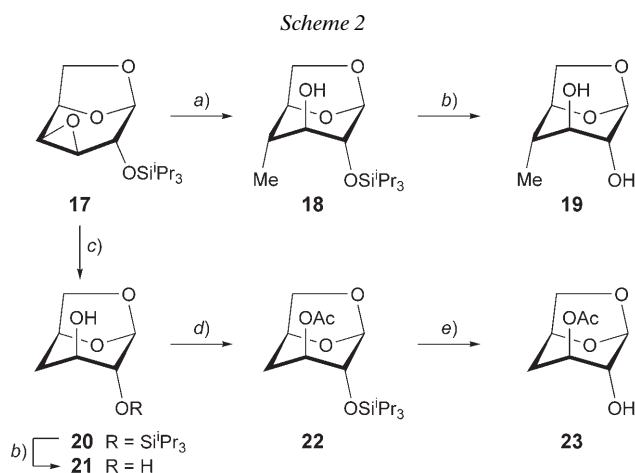 Scheme 2
O
O
O
OSiⁱPr₃
17
a)
O
OH
O
Me
OSiⁱPr₃
18
b)
O
OH
O
Me
OH
19
c)
O
OH
O
OR
b)
20 R = SiⁱPr₃
21 R = H
d)
O
OAc
O
OSiⁱPr₃
22
e)
O
OAc
O
OH
23